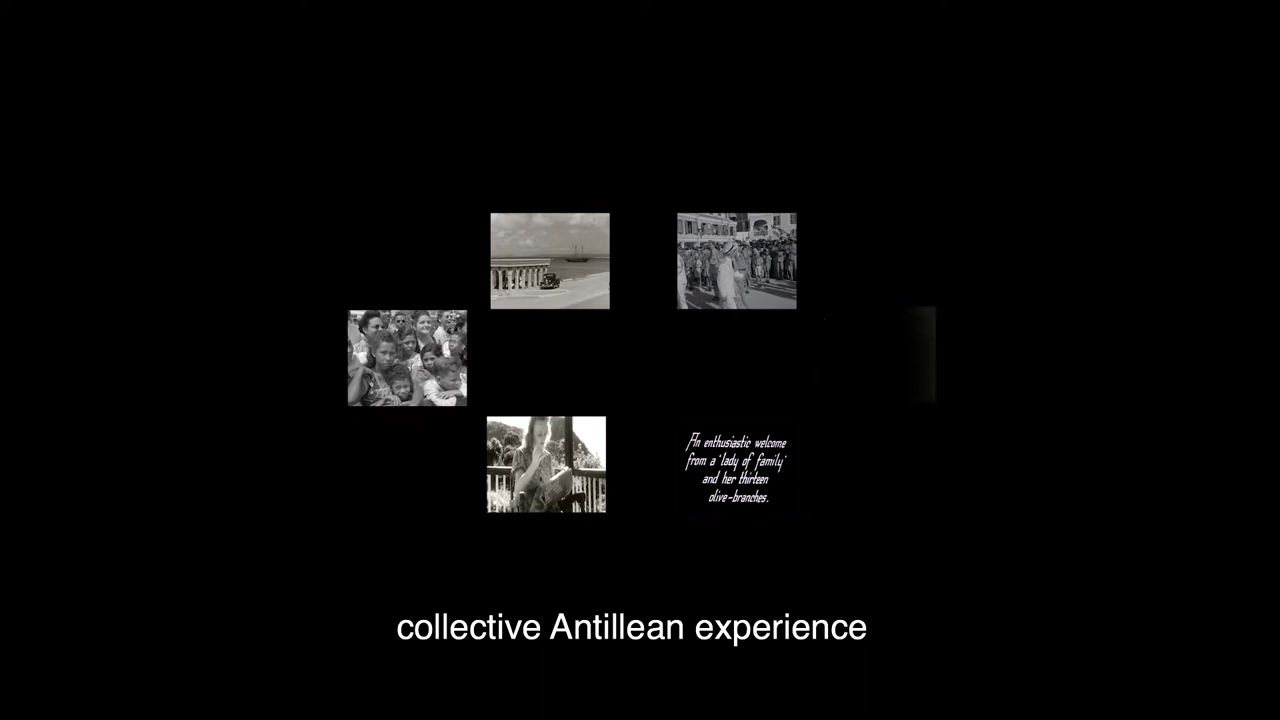 An enthusiastic welcome
from a 'lady of family'
and her thirteen
olive-branches.
collective Antillean experience